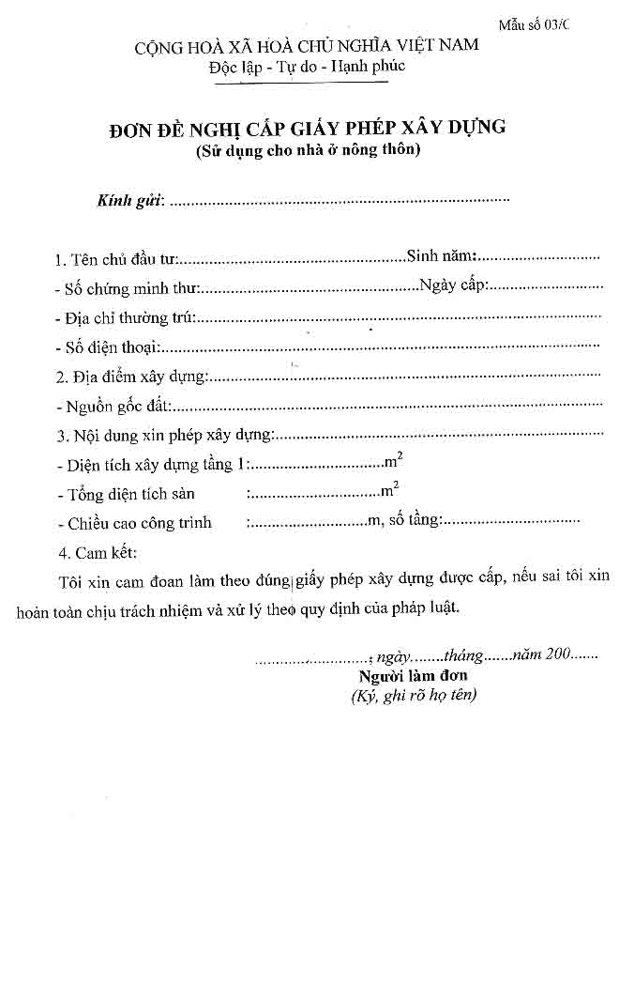 Mẫu số 03/
CỘNG HOÀ XÃ HOÀ CHỦ NGHĨA VIỆT NAM
Độc lập - Tự do - Hạnh phúc
ĐƠN ĐỀ NGHỊ CẤP GIẤY PHÉP XÂY DỰNG
(Sử dụng cho nhà ở nông thôn)
Kính gửi: ..........................................................................
1. Tên chủ đầu tư:.............................................Sinh năm:.........................
- Số chứng minh thư:...........................................Ngày cấp:.......................
- Địa chỉ thường trú:................................................................................
- Số điện thoại:.......................................................................................
2. Địa điểm xây dựng:..............................................................................
- Nguồn gốc đất:.....................................................................................
3. Nội dung xin phép xây dựng:..................................................................
- Diện tích xây dựng tầng 1:...........................m²
- Tổng diện tích sàn :...........................m²
- Chiều cao công trình :.........................m, số tầng:............................
4. Cam kết:
Tôi xin cam đoan làm theo đúng giấy phép xây dựng được cấp, nếu sai tôi xin
hoàn toàn chịu trách nhiệm và xử lý theo quy định của pháp luật.
........................, ngày........tháng.......năm 200.......
Người làm đơn
(Ký, ghi rõ họ tên)